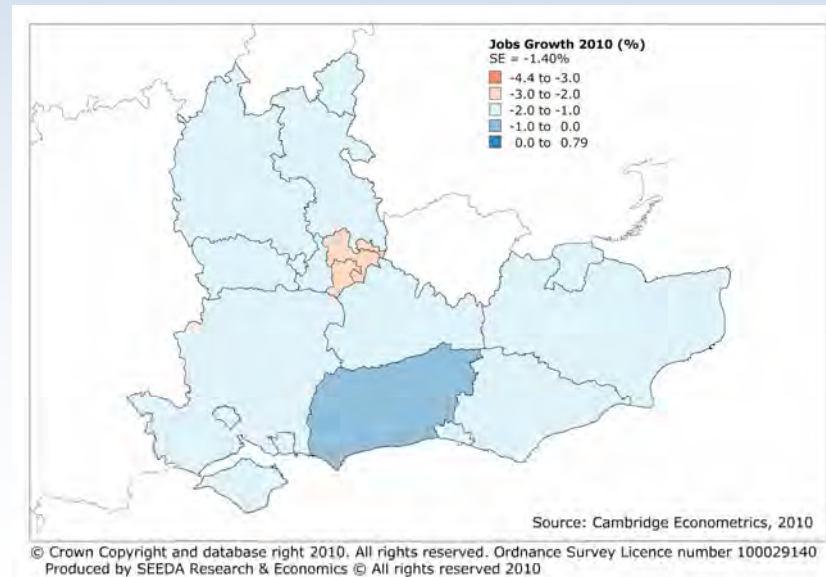 Jobs Growth 2010 (%)
SE = -1.40%
-4.4 to -3.0
-3.0 to -2.0
-2.0 to -1.0
-1.0 to 0.0
0.0 to 0.79
Source: Cambridge Econometrics, 2010
© Crown Copyright and database right 2010. All rights reserved. Ordnance Survey Licence number 100029140
Produced by SEEDA Research & Economics © All rights reserved 2010